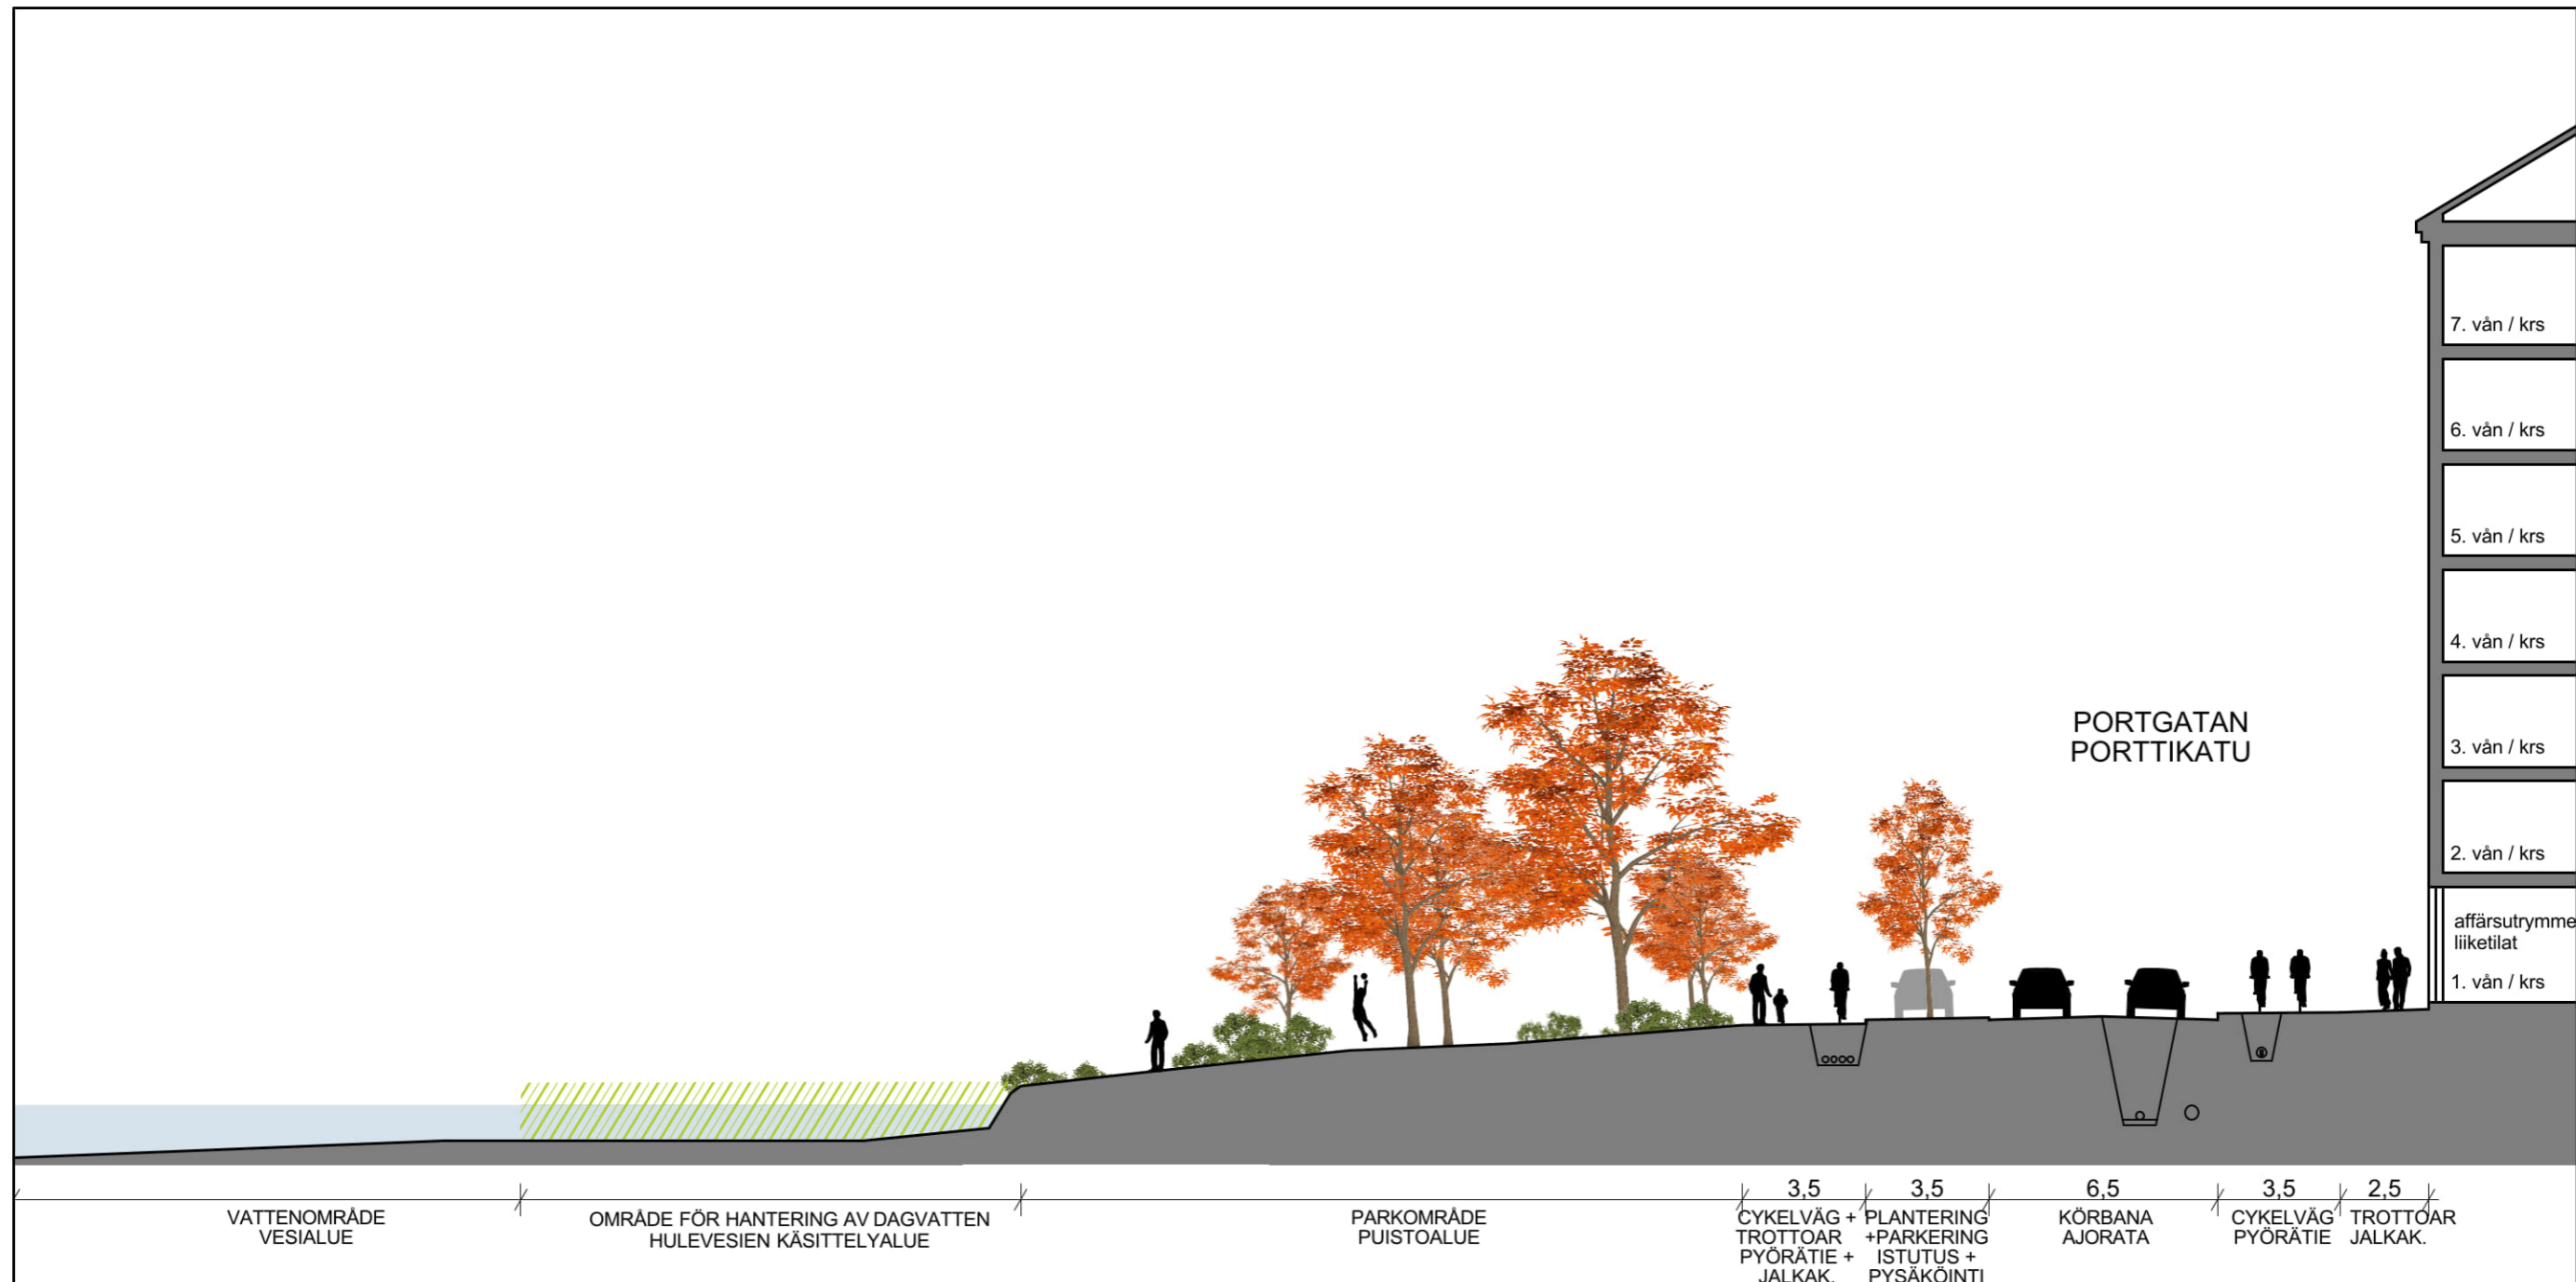 7. vån / krs
6. vån / krs
5. vån / krs
4. vån / krs
PORTGATAN
PORTTIKATU
3. vån / krs
2. vån / krs
affärsutrymme
liiketilat
1. vån / krs
3,5
3,5
6,5
3,5
2,5
VATTENOMRÅDE
VESIALUE
OMRÅDE FÖR HANTERING AV DAGVATTEN
HULEVESIEN KÄSITTELYALUE
PARKOMRÅDE
PUISTOALUE
CYKELVÄG +
TROTTOAR
PYÖRÄTIE +
JALKAK.
PLANTERING
+PARKERING
ISTUTUS +
PYSÄKÖINTI
KÖRBANA
AJORATA
CYKELVÄG
PYÖRÄTIE
TROTTOAR
JALKAK.